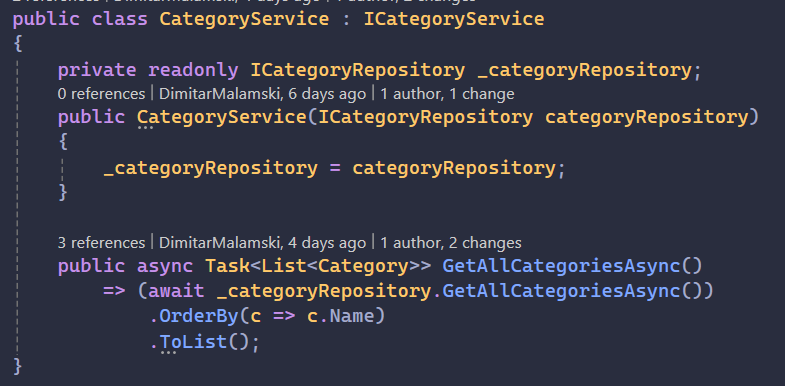 public class CategoryService : ICategoryService
{
private readonly ICategoryRepository _categoryRepository;
0 references | DimitarMalamski, 6 days ago | 1 author, 1 change
public CategoryService(ICategoryRepository categoryRepository)
{
_categoryRepository = categoryRepository;
}
3 references | DimitarMalamski, 4 days ago | 1 author, 2 changes
public async Task<List<Category>> GetAllCategoriesAsync()
=> (await _categoryRepository.GetAllCategoriesAsync())
.OrderBy(c => c.Name)
.ToList();
}